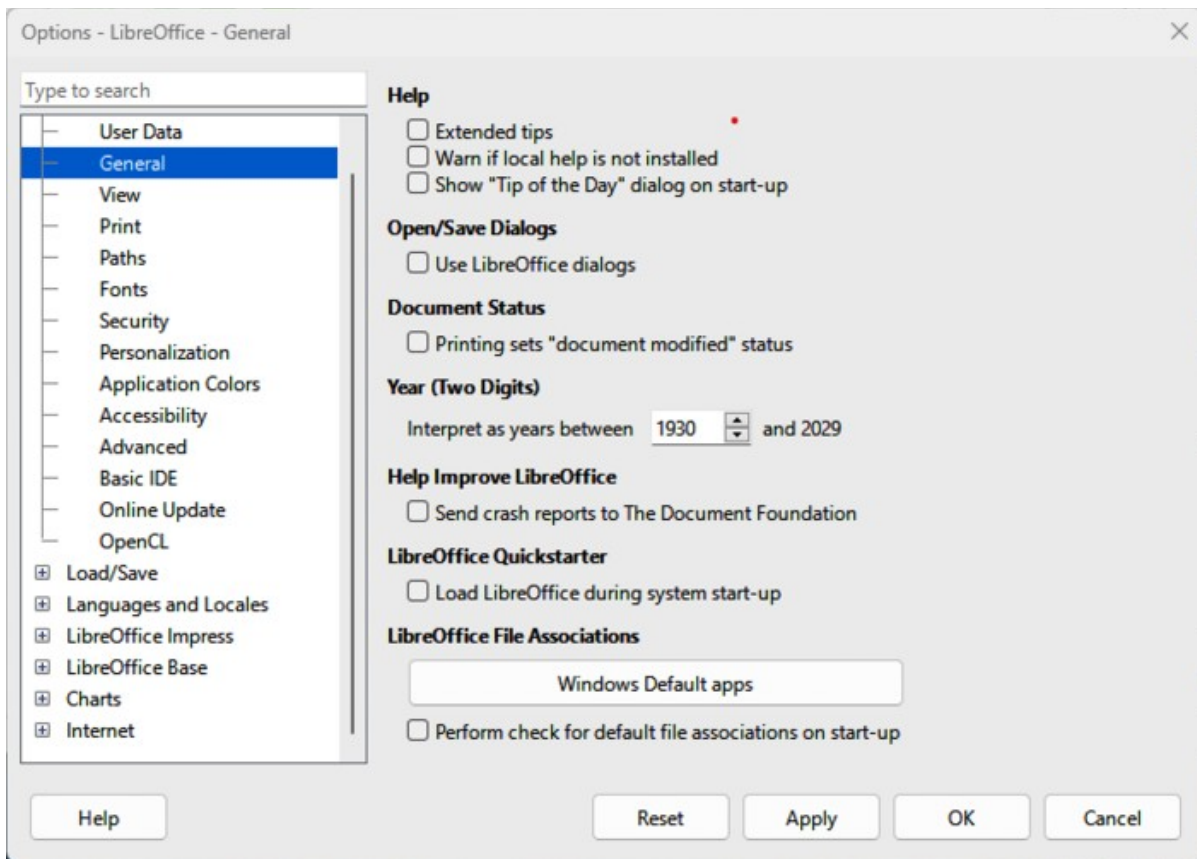 Options - LibreOffice - General
Type to search
User Data
General
View
Print
Paths
Fonts
Security
Personalization
Application Colors
Accessibility
Advanced
Basic IDE
Online Update
OpenCL
Load/Save
Languages and Locales
LibreOffice Impress
LibreOffice Base
Charts
Internet
Help
Extended tips
Warn if local help is not installed
Show "Tip of the Day" dialog on start-up
Open/Save Dialogs
Use LibreOffice dialogs
Document Status
Printing sets "document modified" status
Year (Two Digits)
Interpret as years between 1930 and 2029
Help Improve LibreOffice
Send crash reports to The Document Foundation
LibreOffice Quickstarter
Load LibreOffice during system start-up
LibreOffice File Associations
Windows Default apps
Perform check for default file associations on start-up
Help Reset Apply OK Cancel